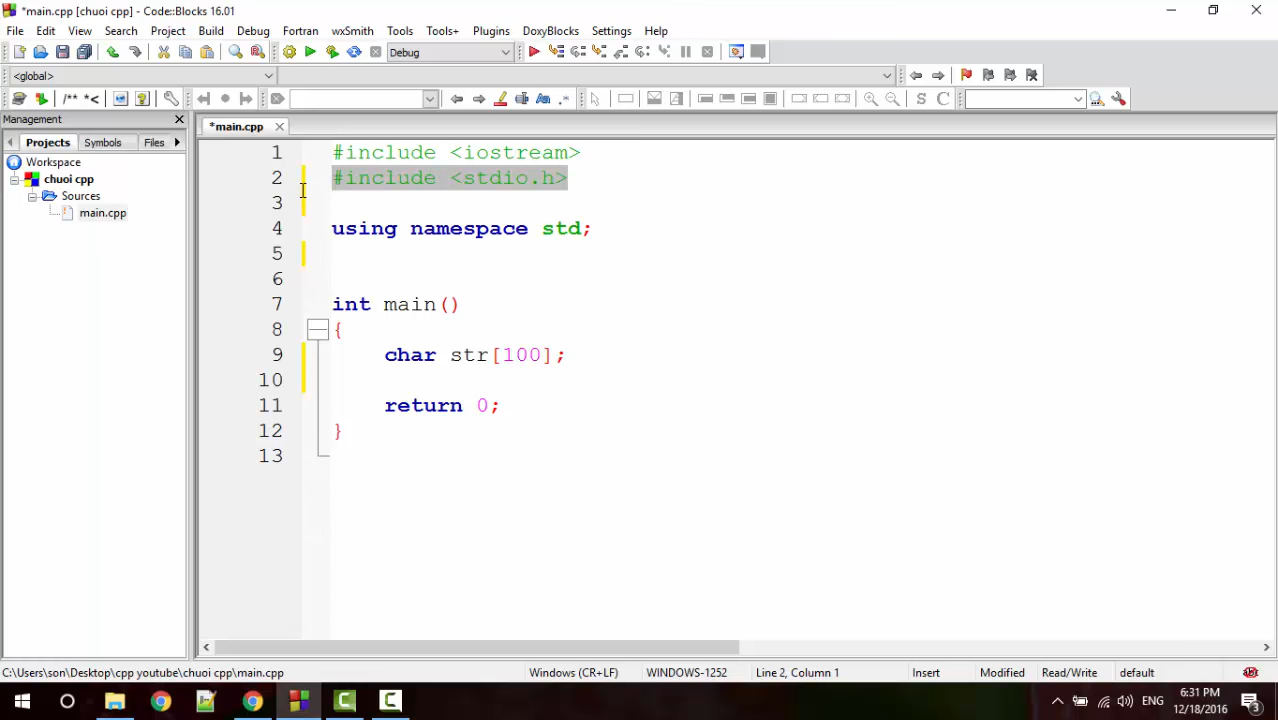 *main.cpp [chuoi cpp] - Code::Blocks 16.01
File Edit View Search Project Build Debug Fortran wxSmith Tools Tools+ Plugins DoxyBlocks Settings Help
Debug
<global>
/** *<
.*
S C
Management
*main.cpp
Projects Symbols Files
Workspace
chuoi cpp
Sources
main.cpp
1 #include <iostream>
2 #include <stdio.h>
3
4 using namespace std;
5
6
7 int main()
8 {
9 char str[100];
10
11 return 0;
12 }
13
C:\Users\son\Desktop\cpp youtube\chuoi cpp\main.cpp Windows (CR+LF) WINDOWS-1252 Line 2, Column 1 Insert Modified Read/Write default
ENG
6:31 PM
12/18/2016
3